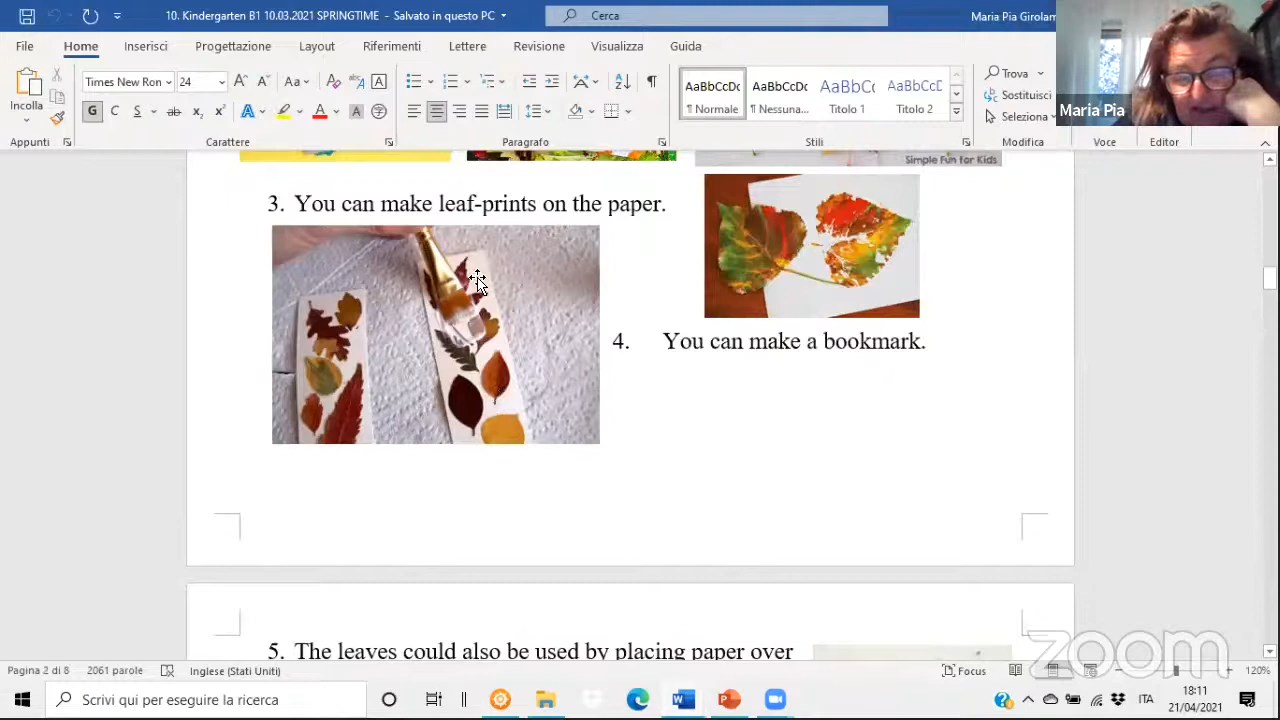 10. Kindergarten B1 10.03.2021 SPRINGTIME - Salvato in questo PC
Cerca
Maria Pia Girolam
File Home Inserisci Progettazione Layout Riferimenti Lettere Revisione Visualizza Guida
Incolla
Times New Ron 24
Appunti
Carattere
Paragrafo
AaBbCcDc AaBbCcDc AaBbCc AaBbCcD
¶ Normale ¶ Nessuna... Titolo 1 Titolo 2
Stili
Trova
Sostituisci
Seleziona
Modifica
Voce
Editor
Maria Pia
Simple Fun for Kids
3. You can make leaf-prints on the paper.
4. You can make a bookmark.
5. The leaves could also be used by placing paper over
zoom
Pagina 2 di 8 2061 parole Inglese (Stati Uniti) Focus 120%
Scrivi qui per eseguire la ricerca
ITA
18:11
21/04/2021